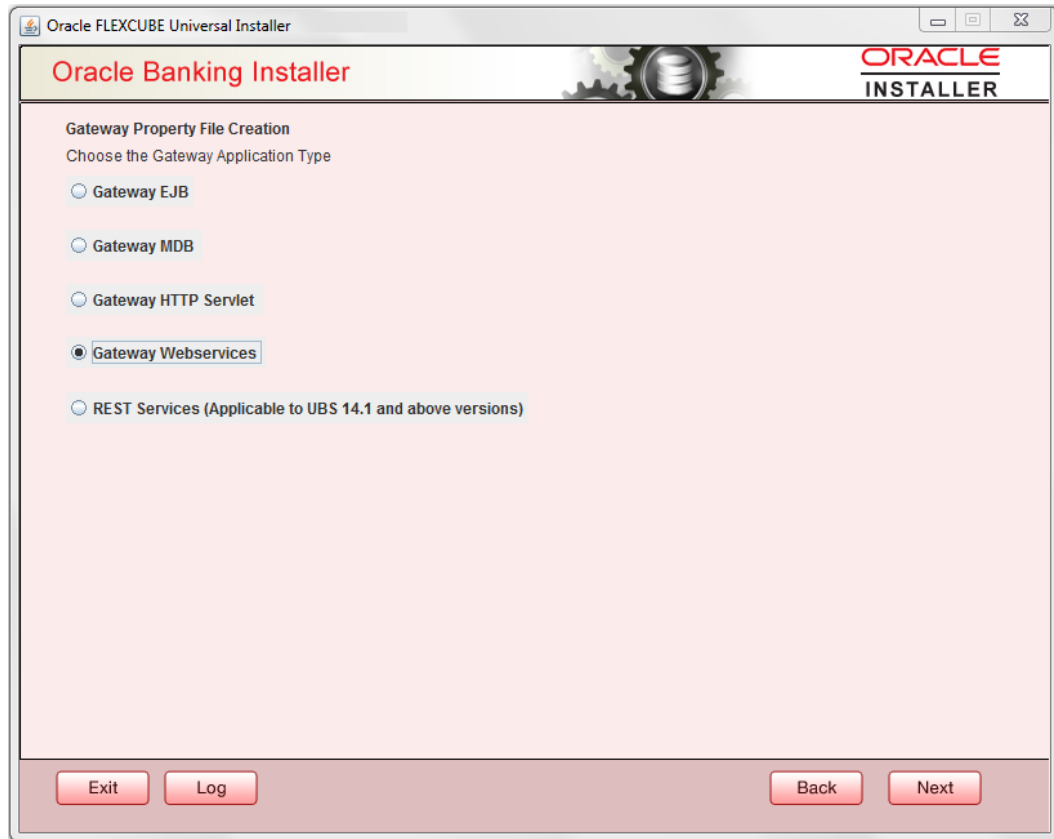 Oracle FLEXCUBE Universal Installer
Oracle Banking Installer
ORACLE
INSTALLER
Gateway Property File Creation
Choose the Gateway Application Type
Gateway EJB
Gateway MDB
Gateway HTTP Servlet
Gateway Webservices
REST Services (Applicable to UBS 14.1 and above versions)
Exit Log Back Next